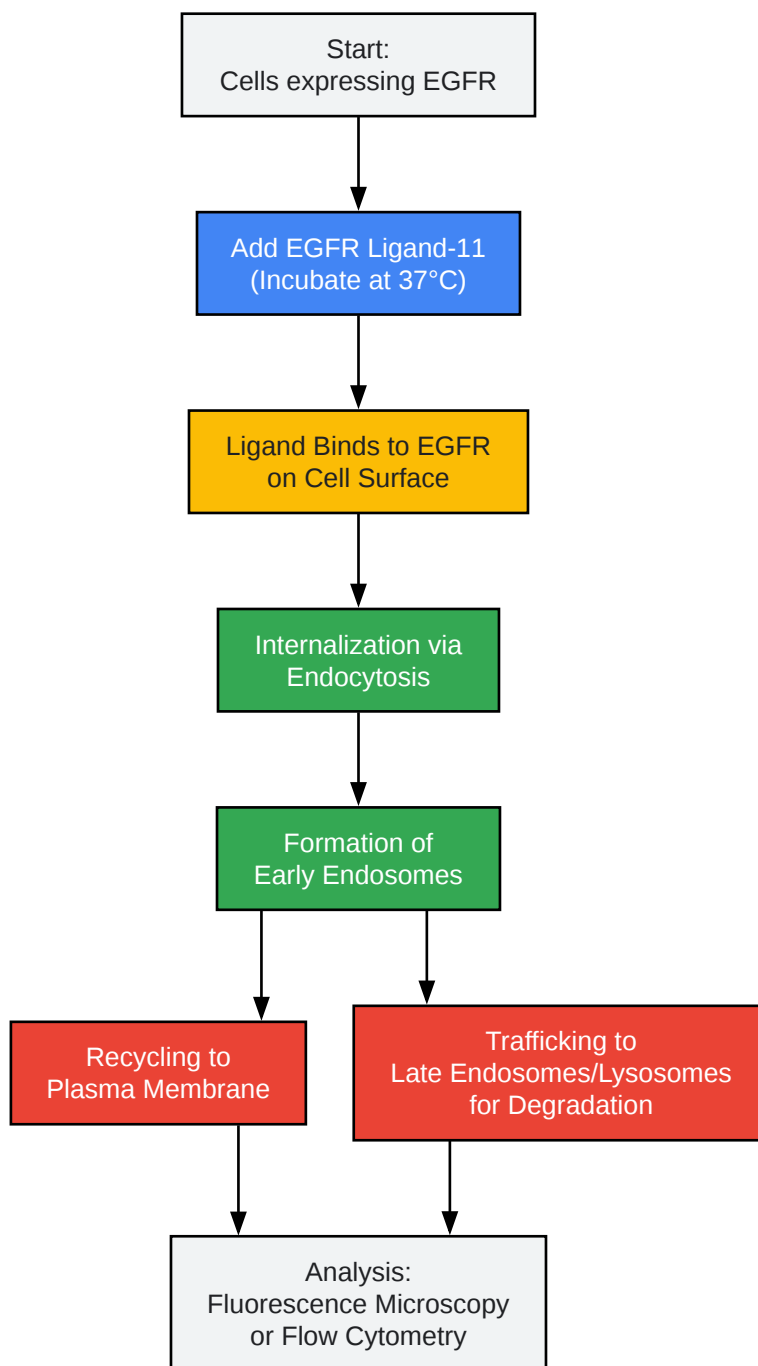 Start:
Cells expressing EGFR
Add EGFR Ligand-11
(Incubate at 37°C)
Ligand Binds to EGFR
on Cell Surface
Internalization via
Endocytosis
Formation of
Early Endosomes
Recycling to
Plasma Membrane
Trafficking to
Late Endosomes/Lysosomes
for Degradation
Analysis:
Fluorescence Microscopy
or Flow Cytometry